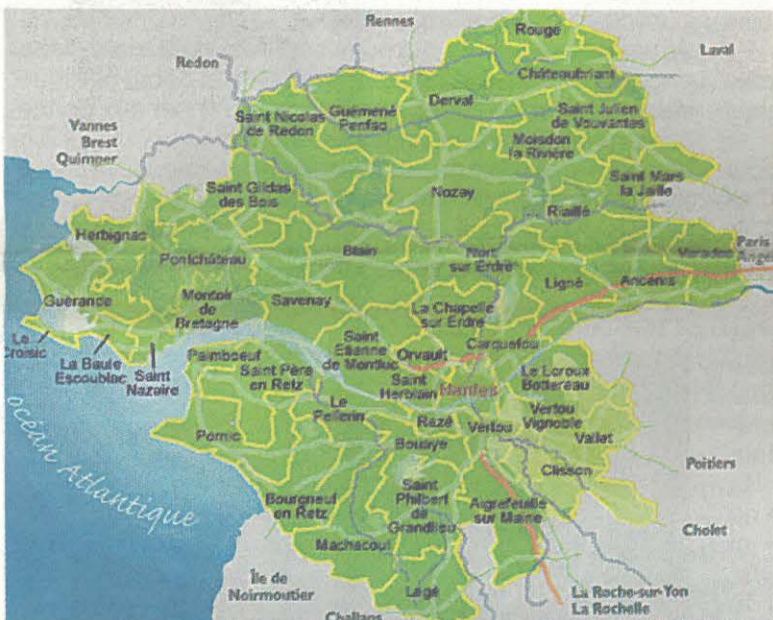 Rennes
Rougé
Laval
Redon
Châteaubriant
Derval
Guémené
Penfao
Saint Nicolas
de Redon
Saint Julien
de Vouvantes
Vannes
Brest
Quimper
Moisdon
la Rivière
Saint Mars
la Jaille
Saint Gildas
des Bois
Nozay
Riaillé
Herbignac
Pontchâteau
Blain
Nort
sur Erdre
Varades
Paris
Angers
Ligné
Ancenis
Guérande
Montoir
de
Bretagne
Savenay
La Chapelle
sur Erdre
Le
Croisic
La Baule
Escoublac
Saint
Nazaire
Saint
Etienne
de Montluc
Orvault
Carquefou
Paimboeuf
Saint Père
en Retz
Saint
Herblain
Nantes
Le Loroux
Bottereau
Le
Pellerin
Rezé
Vertou
Vertou
Vignoble
Vallet
Pornic
Bouaye
Clisson
Poitiers
océan Atlantique
Bourgneuf
en Retz
Saint
Philbert
de
Grandlieu
Aigrefeuille
sur Maine
Cholet
Machecoul
Île de
Noirmoutier
Légé
La Roche-sur-Yon
La Rochelle
Challans